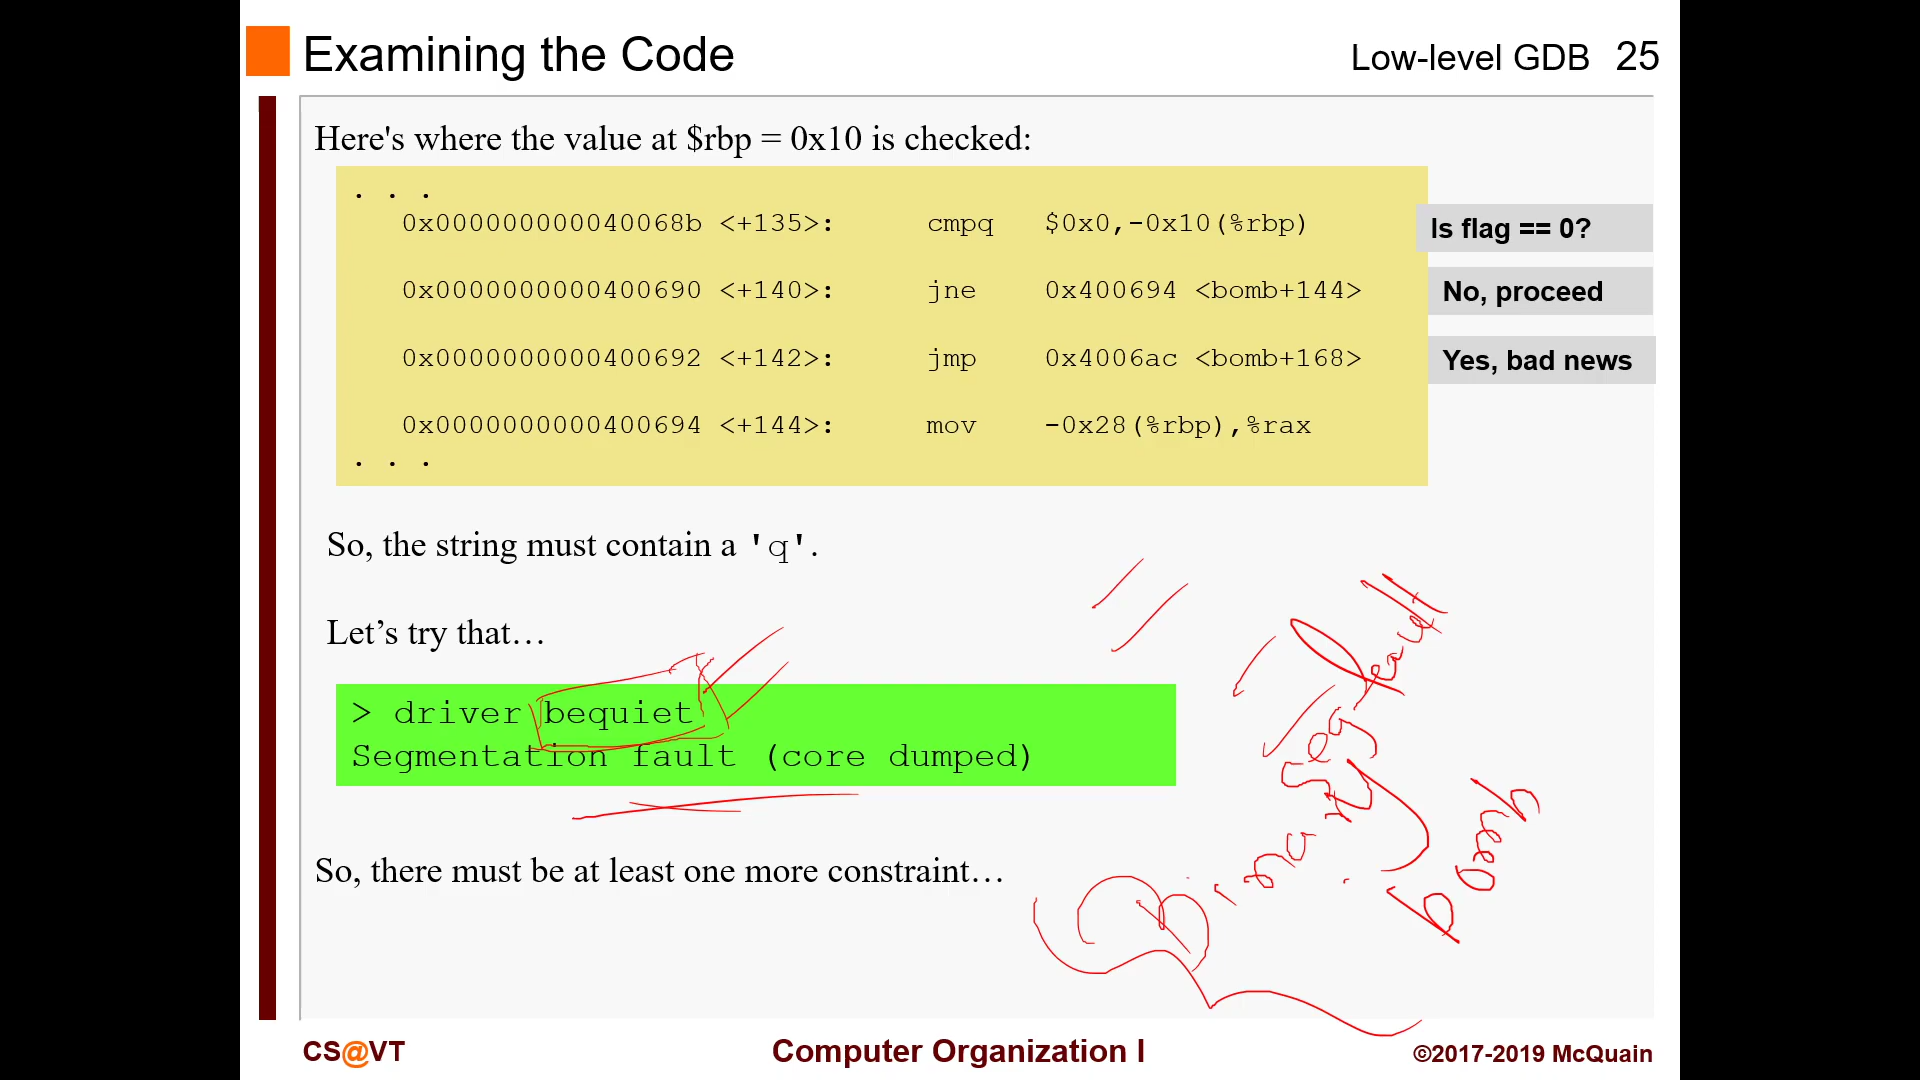 Examining the Code
Low-level GDB 25
Here's where the value at $rbp = 0x10 is checked:
. . .
0x000000000040068b <+135>: cmpq $0x0,-0x10(%rbp)
Is flag == 0?
0x0000000000400690 <+140>: jne 0x400694 <bomb+144>
No, proceed
0x0000000000400692 <+142>: jmp 0x4006ac <bomb+168>
Yes, bad news
0x0000000000400694 <+144>: mov -0x28(%rbp),%rax
. . .
So, the string must contain a 'q'.
Let’s try that…
> driver bequiet
Segmentation fault (core dumped)
Binary
seg fault
So, there must be at least one more constraint…
CS@VT
Computer Organization I
©2017-2019 McQuain